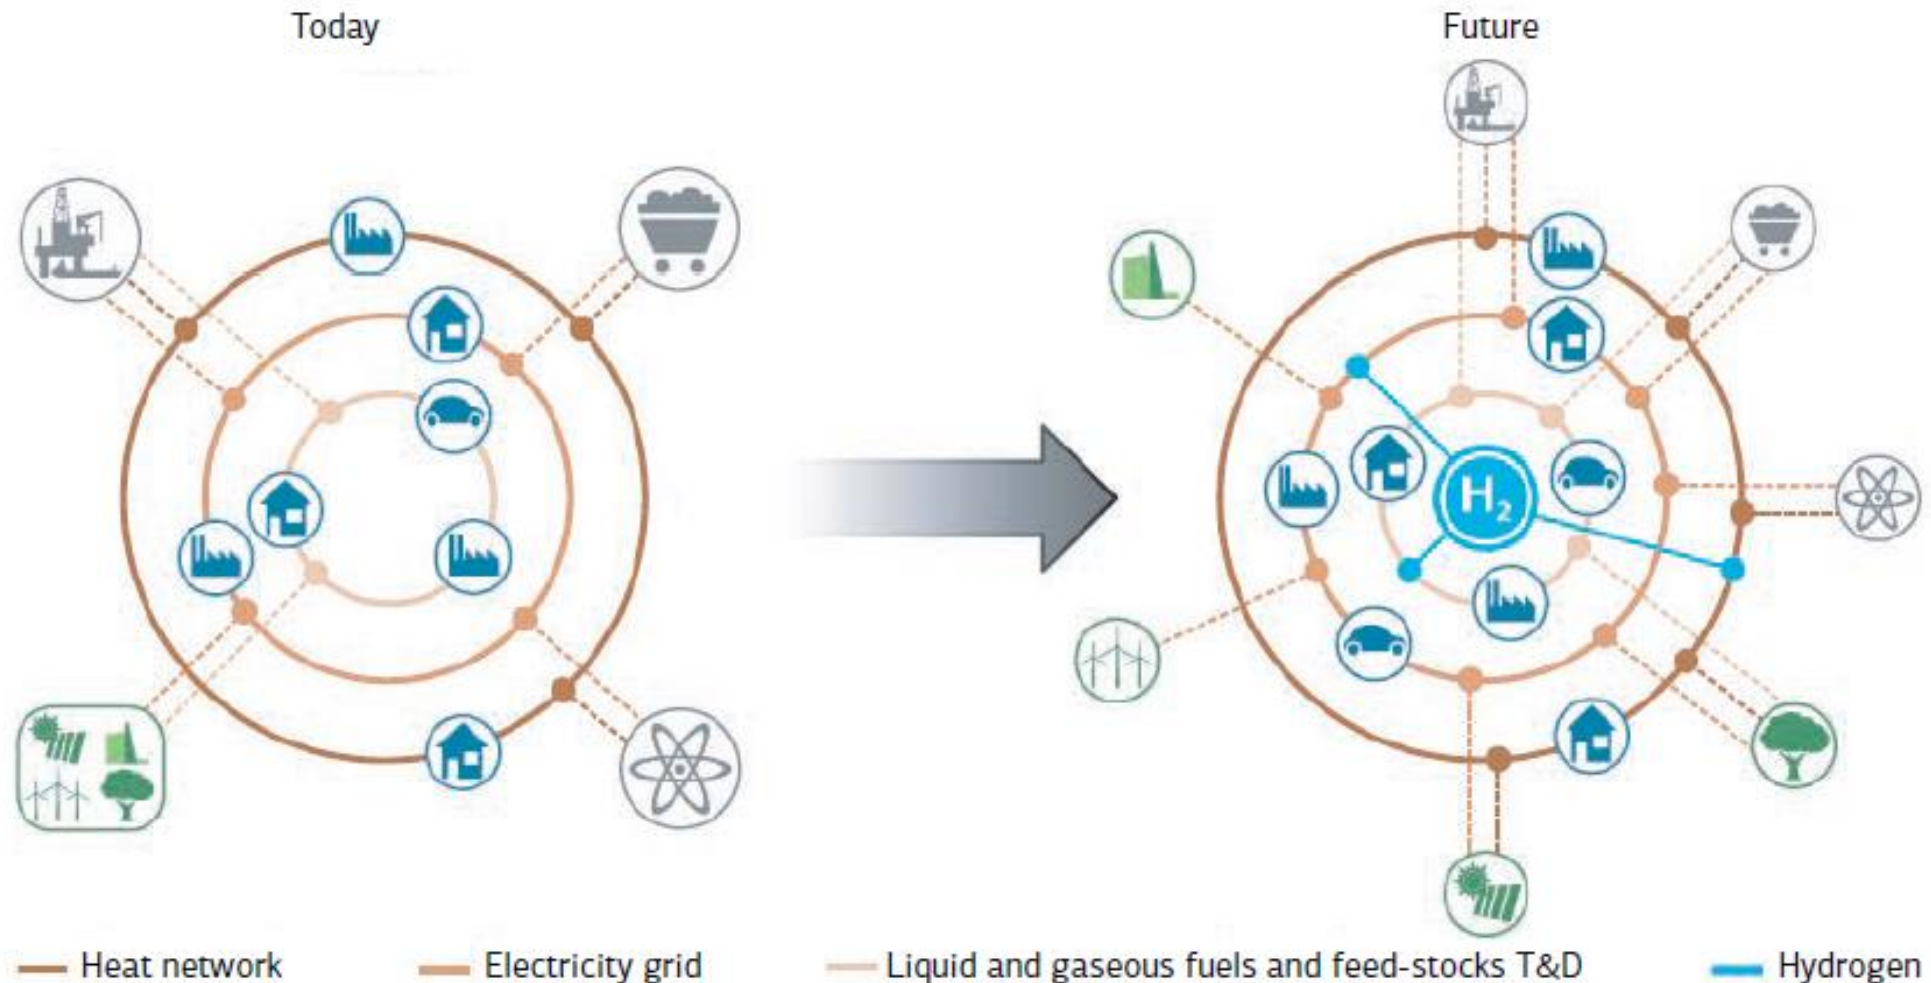 Today
Future
H₂
Heat network
Electricity grid
Liquid and gaseous fuels and feed-stocks T&D
Hydrogen